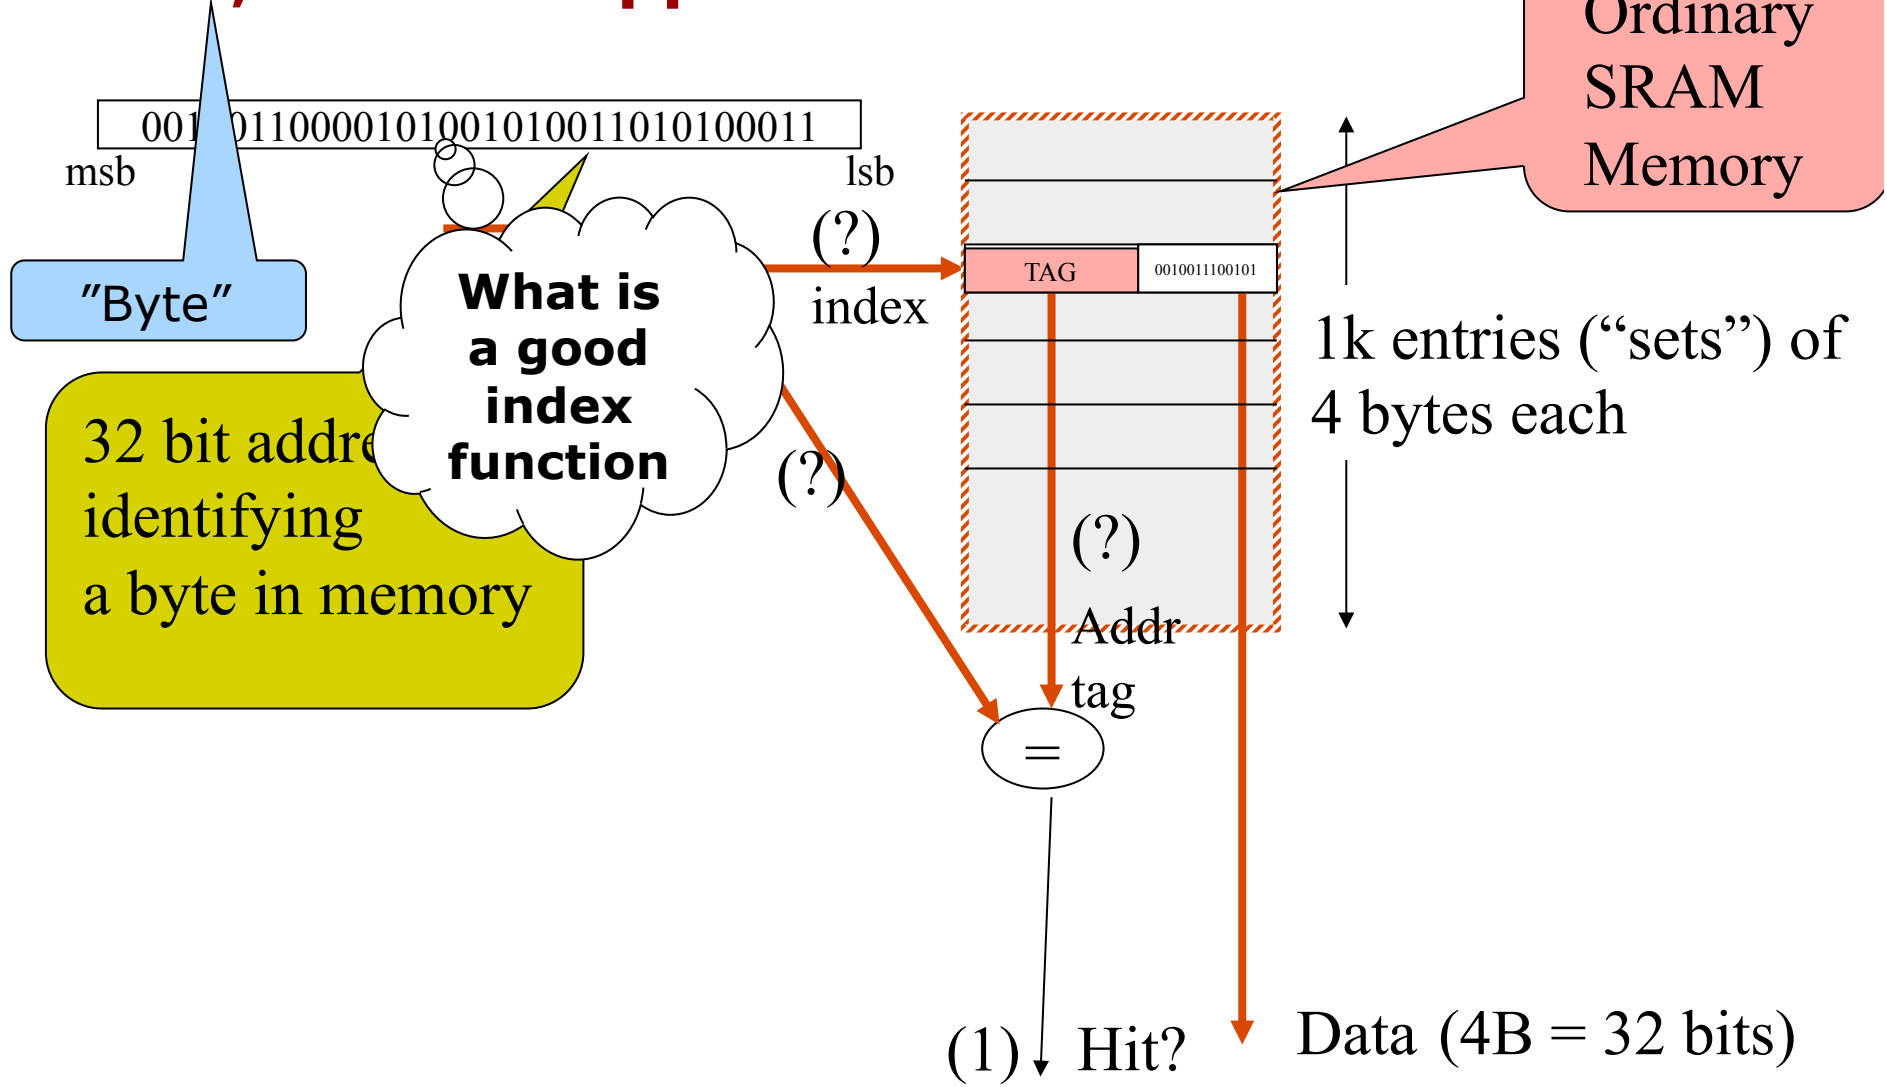 001 0110000101001010011010100011
msb
lsb
"Byte"
32 bit addre
identifying
a byte in memory
What is
a good
index
function
(?)
index
(?)
TAG
0010011100101
(?)
Addr
tag
=
(1)
Hit?
Data (4B = 32 bits)
Ordinary
SRAM
Memory
1k entries (“sets”) of
4 bytes each